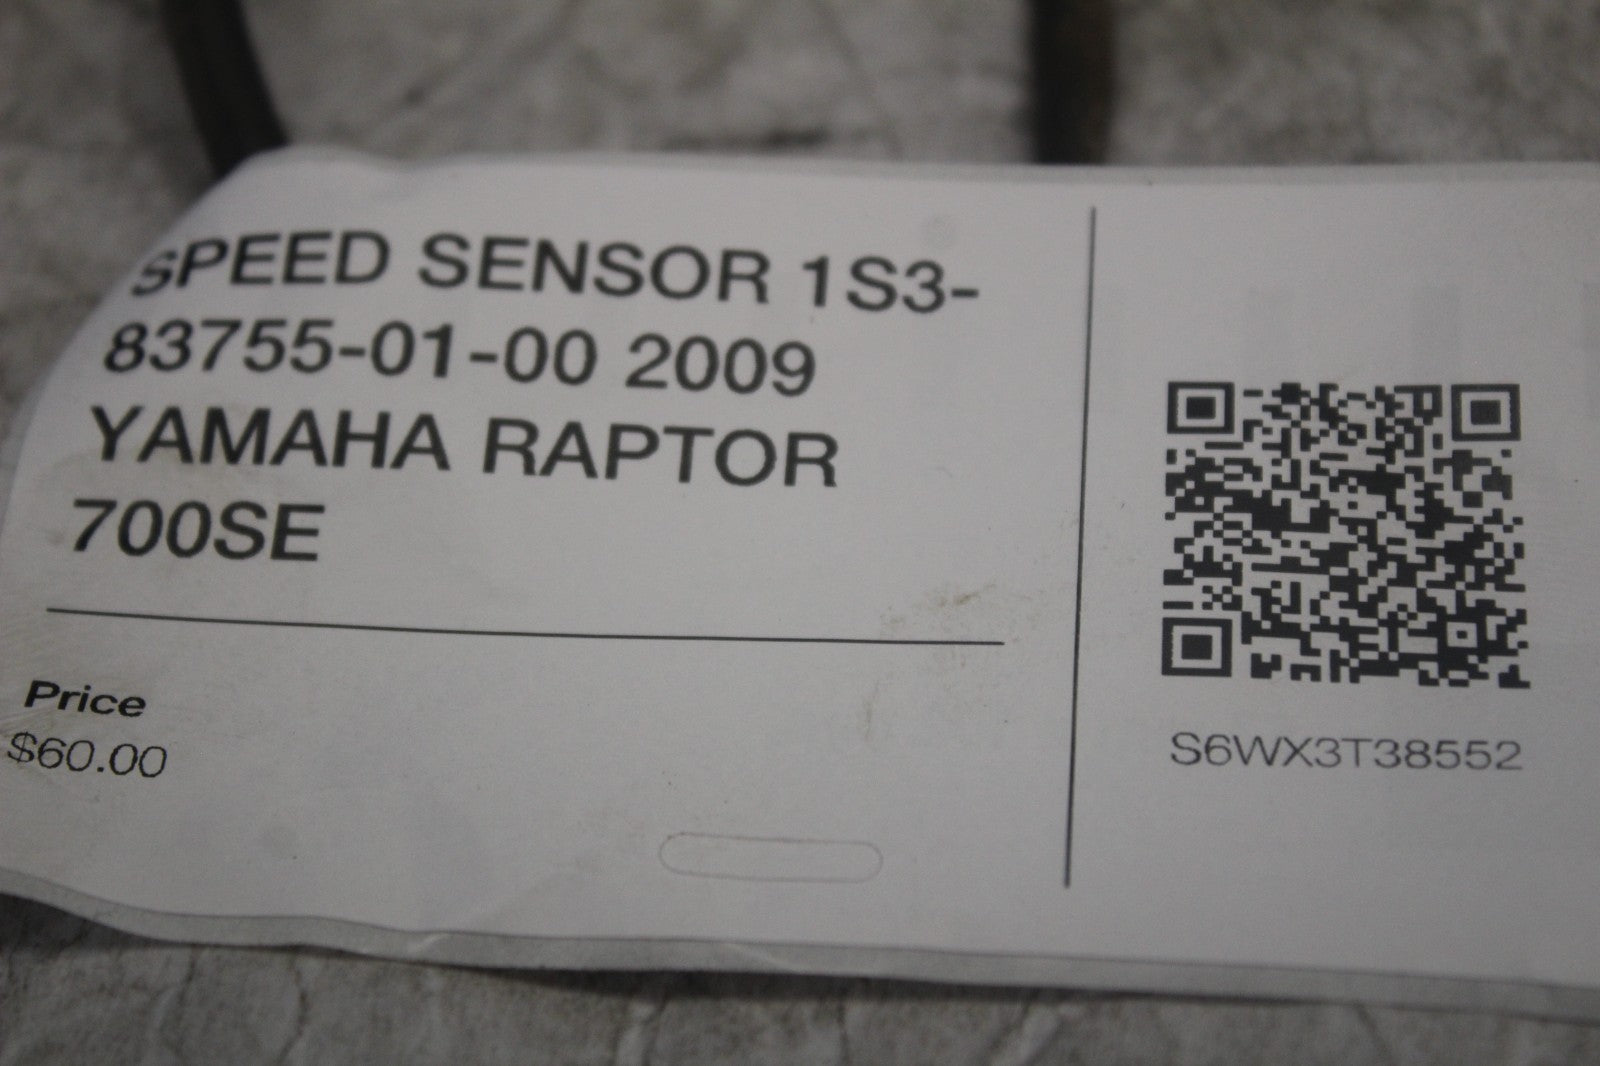 SPEED SENSOR 1S3-
83755-01-00 2009
YAMAHA RAPTOR
700SE
Price
$60.00
S6WX3T38552